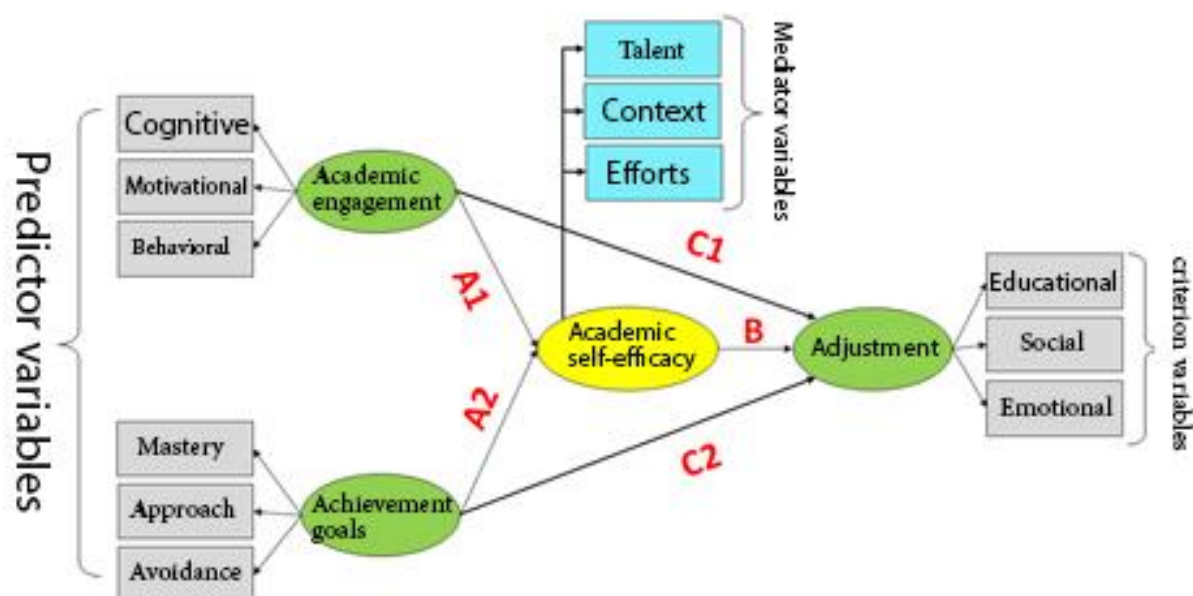 Predictor variables
Cognitive
Motivational
Behavioral
Mastery
Approach
Avoidance
Academic
engagement
Achievement
goals
A1
A2
Talent
Context
Efforts
Mediator variables
Academic
self-efficacy
C1
B
C2
Adjustment
Educational
Social
Emotional
criterion variables